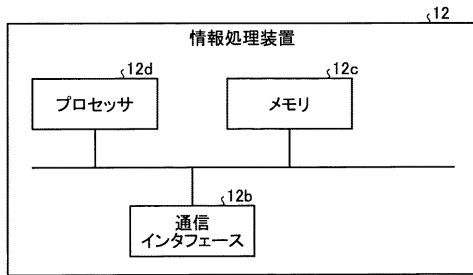 12
情報処理装置
12d
12c
プロセッサ
メモリ
12b
通信
インタフェース